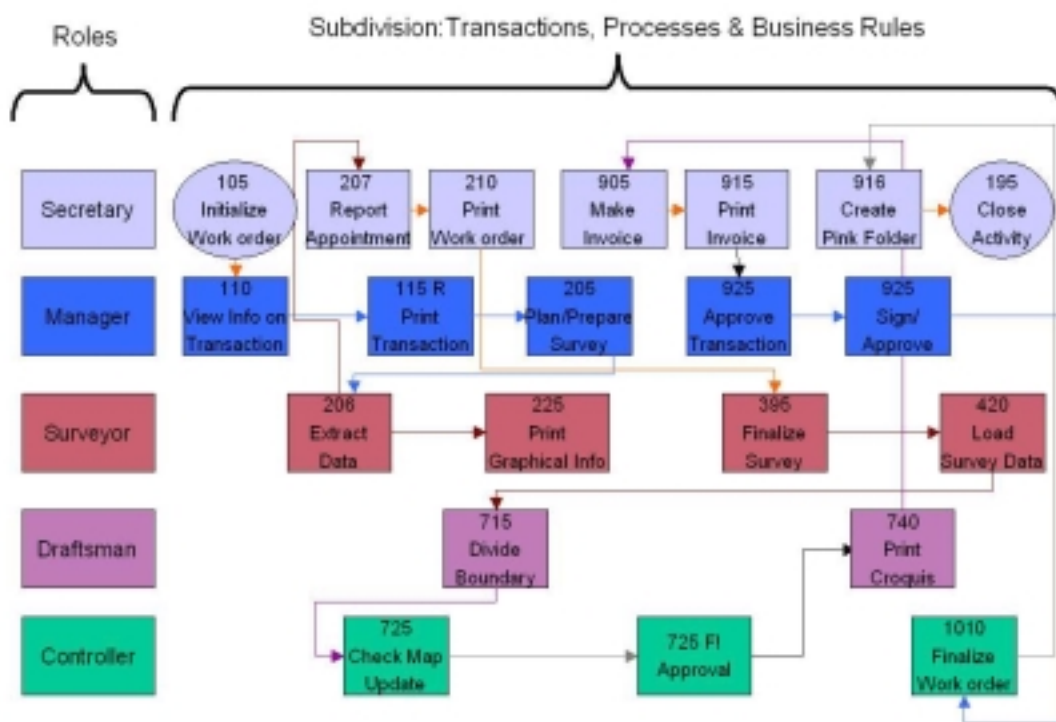 Roles
Subdivision:Transactions, Processes & Business Rules
Secretary
105
Initialize
Work order
207
Report
Appointment
210
Print
Work order
905
Make
Invoice
915
Print
Invoice
916
Create
Pink Folder
195
Close
Activity
Manager
110
View Info on
Transaction
115 R
Print
Transaction
205
Plan/Prepare
Survey
925
Approve
Transaction
925
Sign/
Approve
Surveyor
206
Extract
Data
225
Print
Graphical Info
395
Finalize
Survey
420
Load
Survey Data
Draftsman
715
Divide
Boundary
740
Print
Croquis
Controller
725
Check Map
Update
725 FI
Approval
1010
Finalize
Work order